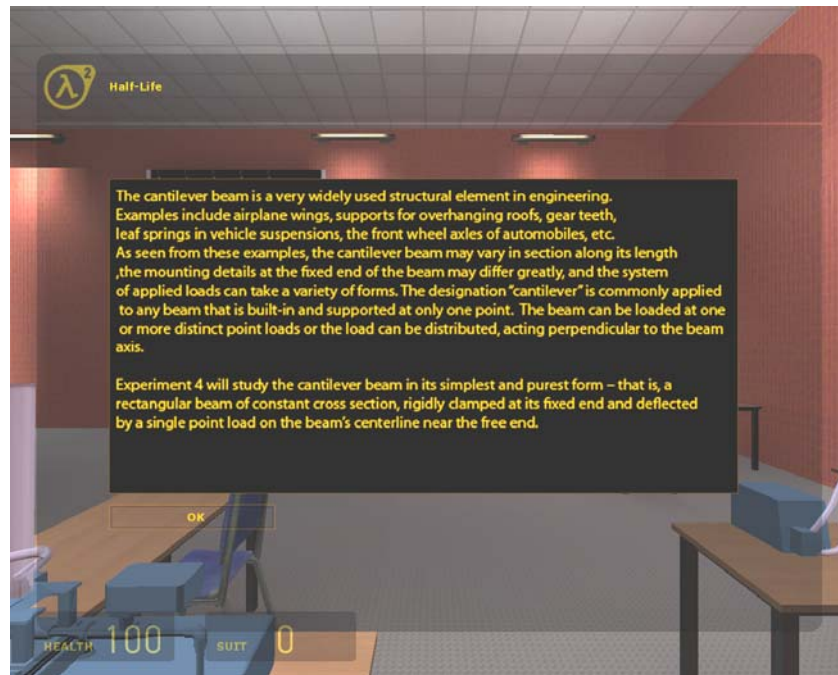 λ2
Half-Life
The cantilever beam is a very widely used structural element in engineering.
Examples include airplane wings, supports for overhanging roofs, gear teeth,
leaf springs in vehicle suspensions, the front wheel axles of automobiles, etc.
As seen from these examples, the cantilever beam may vary in section along its length
,the mounting details at the fixed end of the beam may differ greatly, and the system
of applied loads can take a variety of forms. The designation “cantilever” is commonly applied
to any beam that is built-in and supported at only one point.  The beam can be loaded at one
or more distinct point loads or the load can be distributed, acting perpendicular to the beam
axis.
Experiment 4 will study the cantilever beam in its simplest and purest form – that is, a
rectangular beam of constant cross section, rigidly clamped at its fixed end and deflected
by a single point load on the beam’s centerline near the free end.
OK
HEALTH 100 SUIT 0